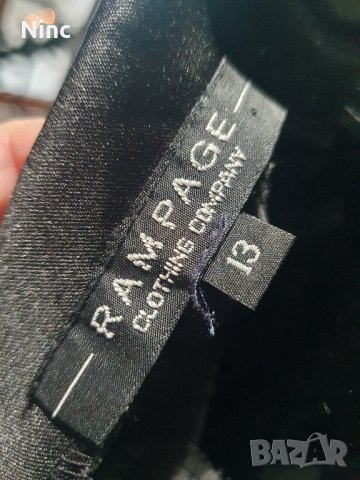 Ninc
RAMPAGE
CLOTHING COMPANY
13
BAZAR